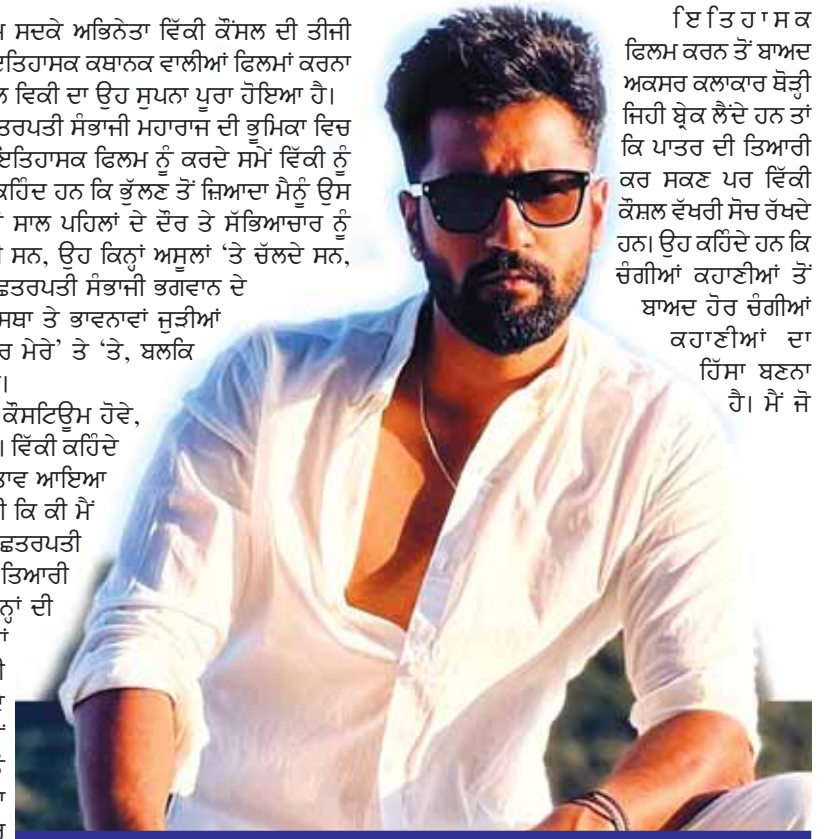 ਸਦਕੇ ਅਭਿਨੇਤਾ ਵਿੱਕੀ ਕੌਂਸਲ ਦੀ ਤੀਜੀ
ਇਤਿਹਾਸਕ ਕਥਾਨਕ ਵਾਲੀਆਂ ਫਿਲਮਾਂ ਕਰਨਾ
ਵਿਕੀ ਦਾ ਉਹ ਸੁਪਨਾ ਪੂਰਾ ਹੋਇਆ ਹੈ।
ਤਰਪਤੀ ਸੰਭਾਜੀ ਮਹਾਰਾਜ ਦੀ ਭੂਮਿਕਾ ਵਿਚ
ਇਤਿਹਾਸਕ ਫਿਲਮ ਨੂੰ ਕਰਦੇ ਸਮੇਂ ਵਿੱਕੀ ਨੂੰ
ਕਹਿੰਦ ਹਨ ਕਿ ਭੁੱਲਣ ਤੋਂ ਜ਼ਿਆਦਾ ਮੈਨੂੰ ਉਸ
ਸਾਲ ਪਹਿਲਾਂ ਦੇ ਦੌਰ ਤੇ ਸੱਭਿਆਚਾਰ ਨੂੰ
ਸਨ, ਉਹ ਕਿਨ੍ਹਾਂ ਅਸੂਲਾਂ ‘ਤੇ ਚੱਲਦੇ ਸਨ,
ਛਤਰਪਤੀ ਸੰਭਾਜੀ ਭਗਵਾਨ ਦੇ
ਸਥਾ ਤੇ ਭਾਵਨਾਵਾਂ ਜੁੜੀਆਂ
ਰ ਮੇਰੇ’ ਤੇ ‘ਤੇ, ਬਲਕਿ
ਕੌਸਟਿਊਮ ਹੋਵੇ,
ਵਿੱਕੀ ਕਹਿੰਦੇ
ਤਾਵ ਆਇਆ
ਕਿ ਕੀ ਮੈਂ
ਛਤਰਪਤੀ
ਤਿਆਰੀ
ਨ੍ਹਾਂ ਦੀ
ਇਤਿਹਾਸਕ
ਫਿਲਮ ਕਰਨ ਤੋਂ ਬਾਅਦ
ਅਕਸਰ ਕਲਾਕਾਰ ਥੋੜ੍ਹੀ
ਜਿਹੀ ਬ੍ਰੇਕ ਲੈਂਦੇ ਹਨ ਤਾਂ
ਕਿ ਪਾਤਰ ਦੀ ਤਿਆਰੀ
ਕਰ ਸਕਣ ਪਰ ਵਿੱਕੀ
ਕੌਸ਼ਲ ਵੱਖਰੀ ਸੋਚ ਰੱਖਦੇ
ਹਨ। ਉਹ ਕਹਿੰਦੇ ਹਨ ਕਿ
ਚੰਗੀਆਂ ਕਹਾਣੀਆਂ ਤੋਂ
ਬਾਅਦ ਹੋਰ ਚੰਗੀਆਂ
ਕਹਾਣੀਆਂ ਦਾ
ਹਿੱਸਾ ਬਣਨਾ
ਹੈ। ਮੈਂ ਜੋ